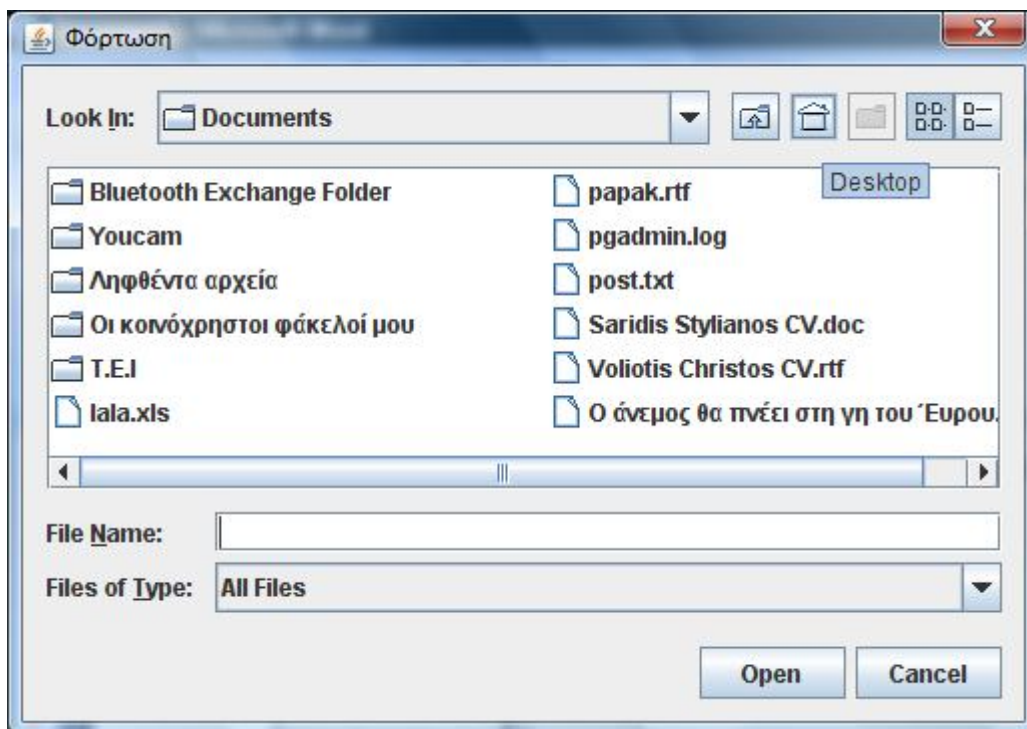 Φόρτωση
Look In:
Documents
Desktop
Bluetooth Exchange Folder
Youcam
Ληφθέντα αρχεία
Οι κοινόχρηστοι φάκελοί μου
T.E.I
lala.xls
papak.rtf
pgadmin.log
post.txt
Saridis Stylianos CV.doc
Voliotis Christos CV.rtf
Ο άνεμος θα πνέει στη γη του Έυρου.
File Name:
Files of Type:
All Files
Open
Cancel